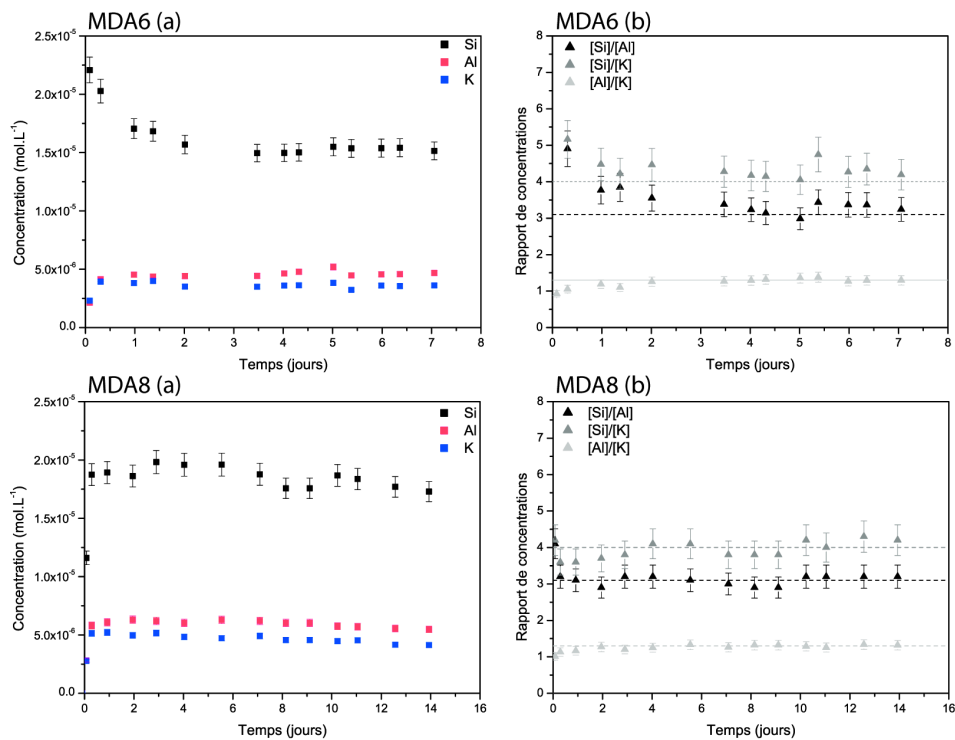 MDA6 (a)
2.5x10⁻⁵
2.0x10⁻⁵
1.5x10⁻⁵
1.0x10⁻⁵
5.0x10⁻⁶
0.0
Concentration (mol.L⁻¹)
Si
Al
K
0 1 2 3 4 5 6 7 8
Temps (jours)
MDA6 (b)
8
7
6
5
4
3
2
1
0
Rapport de concentrations
[Si]/[Al]
[Si]/[K]
[Al]/[K]
0 1 2 3 4 5 6 7 8
Temps (jours)
MDA8 (a)
2.5x10⁻⁵
2.0x10⁻⁵
1.5x10⁻⁵
1.0x10⁻⁵
5.0x10⁻⁶
0.0
Concentration (mol.L⁻¹)
Si
Al
K
0 2 4 6 8 10 12 14 16
Temps (jours)
MDA8 (b)
8
7
6
5
4
3
2
1
0
Rapport de concentrations
[Si]/[Al]
[Si]/[K]
[Al]/[K]
0 2 4 6 8 10 12 14 16
Temps (jours)